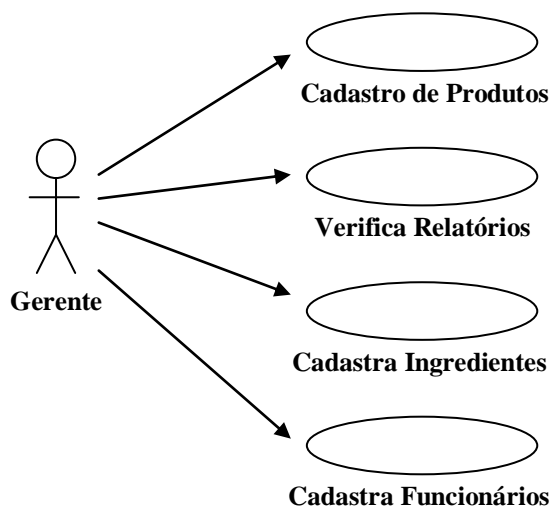 Cadastro de Produtos
Verifica Relatórios
Gerente
Cadastra Ingredientes
Cadastra Funcionários